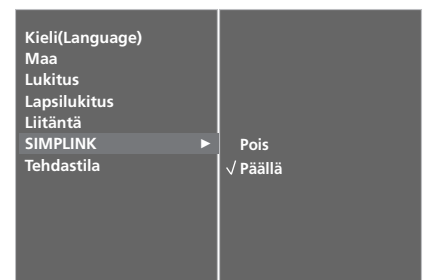 Kieli(Language)
Maa
Lukitus
Lapsilukitus
Liitäntä
SIMPLINK ►
Tehdastila
Pois
√ Päällä